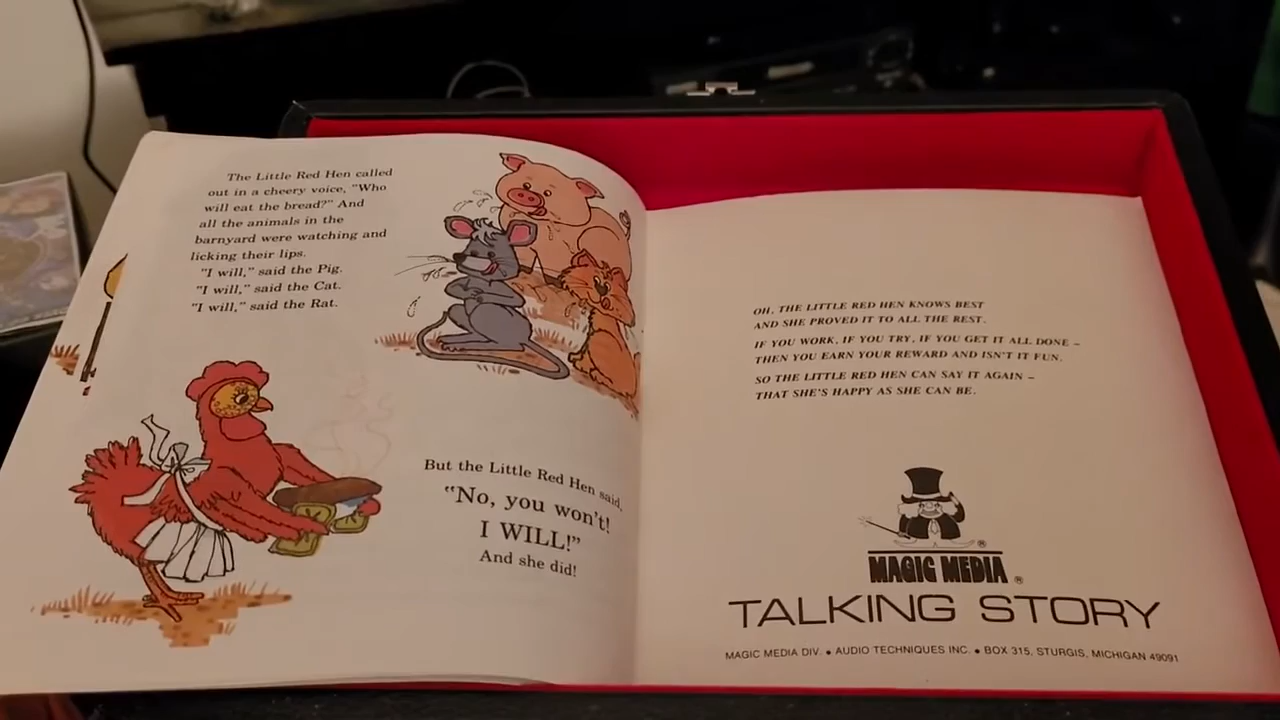 The Little Red Hen called
out in a cheery voice, "Who
will eat the bread?" And
all the animals in the
barnyard were watching and
licking their lips.
"I will," said the Pig.
"I will," said the Cat.
"I will," said the Rat.
But the Little Red Hen said,
"No, you won't!
I WILL!"
And she did!
OH, THE LITTLE RED HEN KNOWS BEST
AND SHE PROVED IT TO ALL THE REST.
IF YOU WORK, IF YOU TRY, IF YOU GET IT ALL DONE –
THEN YOU EARN YOUR REWARD AND ISN'T IT FUN.
SO THE LITTLE RED HEN CAN SAY IT AGAIN –
THAT SHE'S HAPPY AS SHE CAN BE.
®
MAGIC MEDIA ®
TALKING STORY
MAGIC MEDIA DIV. • AUDIO TECHNIQUES INC. • BOX 315, STURGIS, MICHIGAN 49091